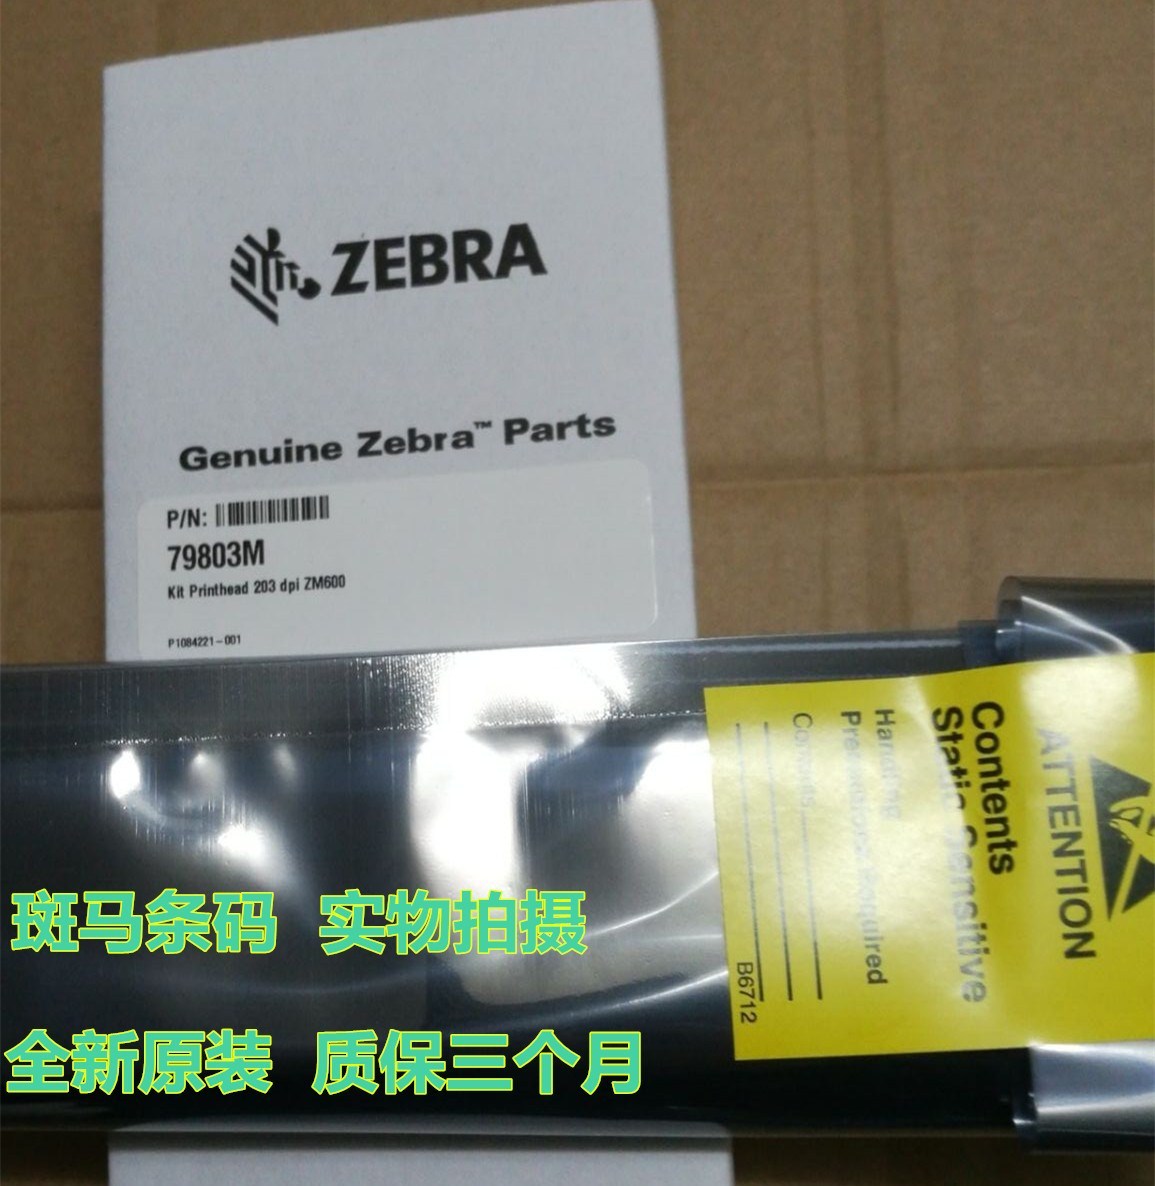 ZEBRA
Genuine Zebra™ Parts
P/N:
79803M
Kit Printhead 203 dpi ZM600
P1084221-001
ATTENTION
Contents
Static Sensitive
Handling
Precautions Required
B6712
斑马条码 实物拍摄
全新原装 质保三个月